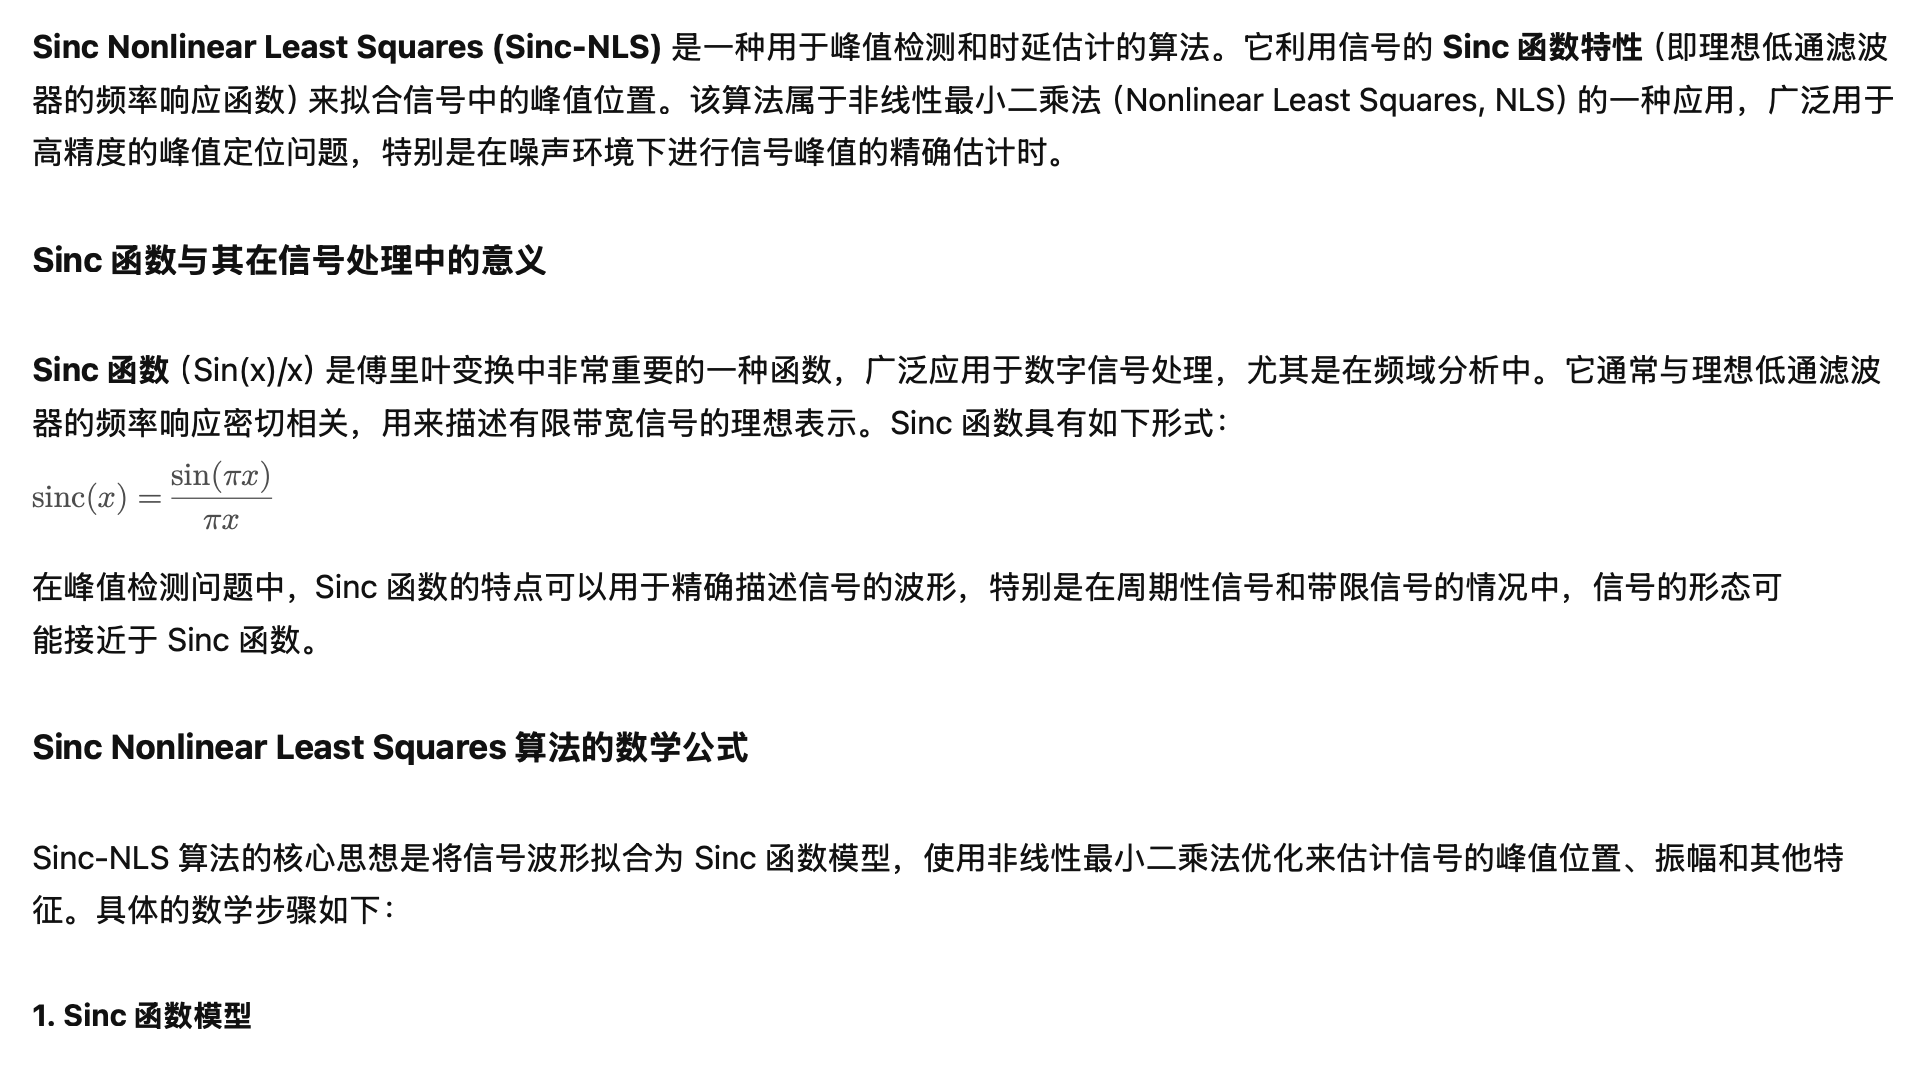 Sinc Nonlinear Least Squares (Sinc-NLS) 是一种用于峰值检测和时延估计的算法。它利用信号的 Sinc 函数特性（即理想低通滤波
器的频率响应函数）来拟合信号中的峰值位置。该算法属于非线性最小二乘法（Nonlinear Least Squares, NLS）的一种应用，广泛用于
高精度的峰值定位问题，特别是在噪声环境下进行信号峰值的精确估计时。
Sinc 函数与其在信号处理中的意义
Sinc 函数（Sin(x)/x）是傅里叶变换中非常重要的一种函数，广泛应用于数字信号处理，尤其是在频域分析中。它通常与理想低通滤波
器的频率响应密切相关，用来描述有限带宽信号的理想表示。Sinc 函数具有如下形式：
sinc(x) = sin(πx) / πx
在峰值检测问题中，Sinc 函数的特点可以用于精确描述信号的波形，特别是在周期性信号和带限信号的情况中，信号的形态可
能接近于 Sinc 函数。
Sinc Nonlinear Least Squares 算法的数学公式
Sinc-NLS 算法的核心思想是将信号波形拟合为 Sinc 函数模型，使用非线性最小二乘法优化来估计信号的峰值位置、振幅和其他特
征。具体的数学步骤如下：
1. Sinc 函数模型